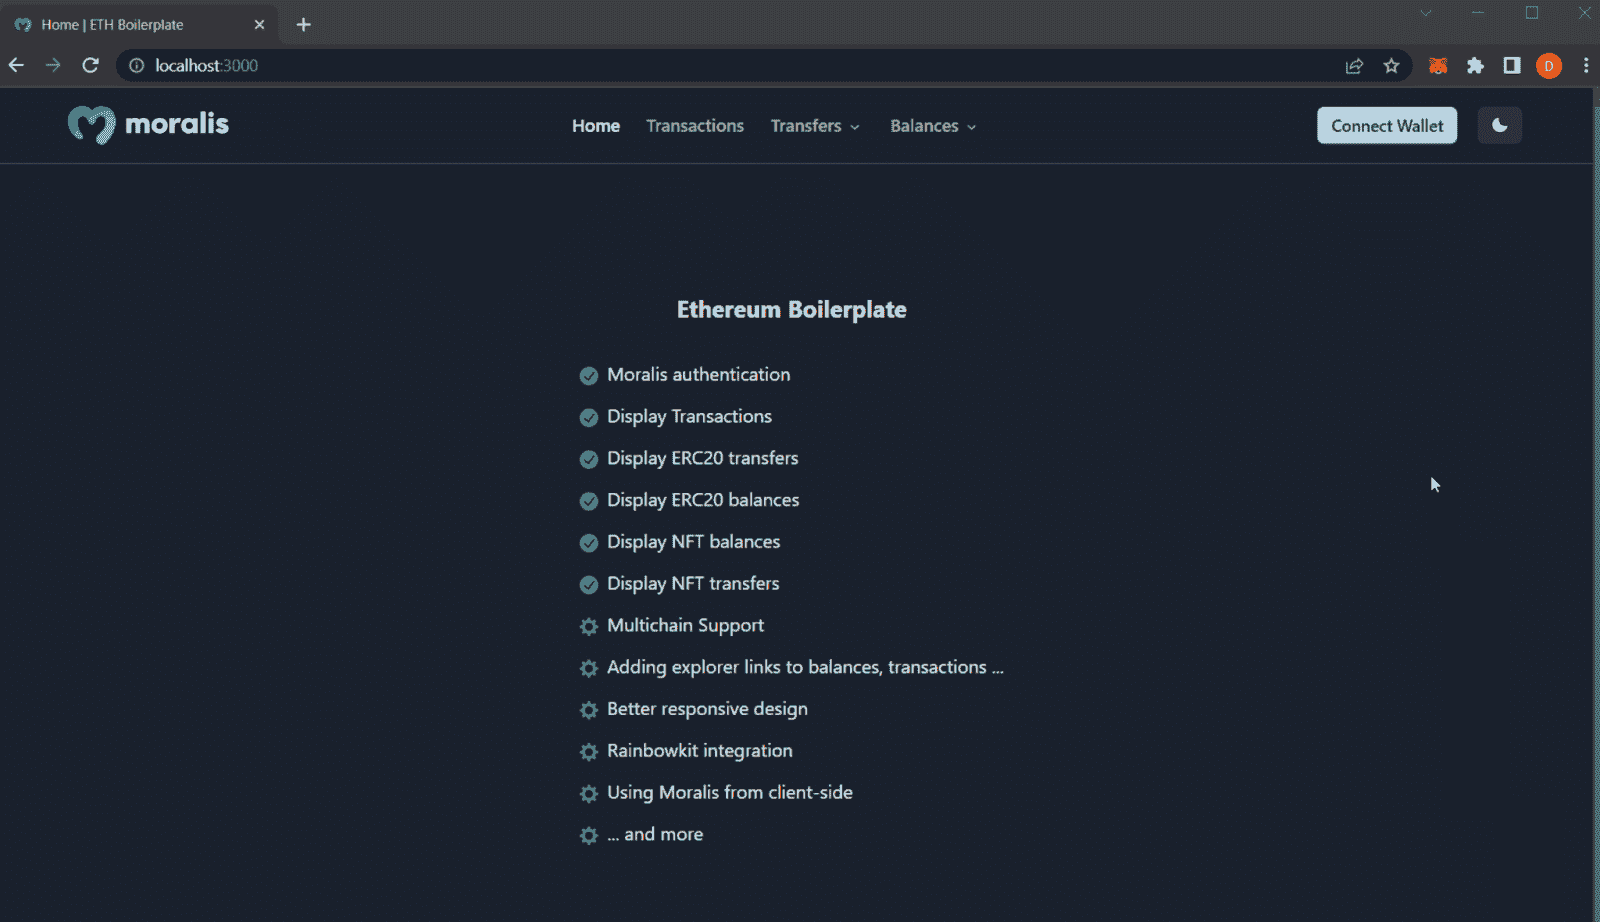 Home | ETH Boilerplate
localhost:3000
D
moralis
Home Transactions Transfers Balances
Connect Wallet
Ethereum Boilerplate
Moralis authentication
Display Transactions
Display ERC20 transfers
Display ERC20 balances
Display NFT balances
Display NFT transfers
Multichain Support
Adding explorer links to balances, transactions ...
Better responsive design
Rainbowkit integration
Using Moralis from client-side
... and more